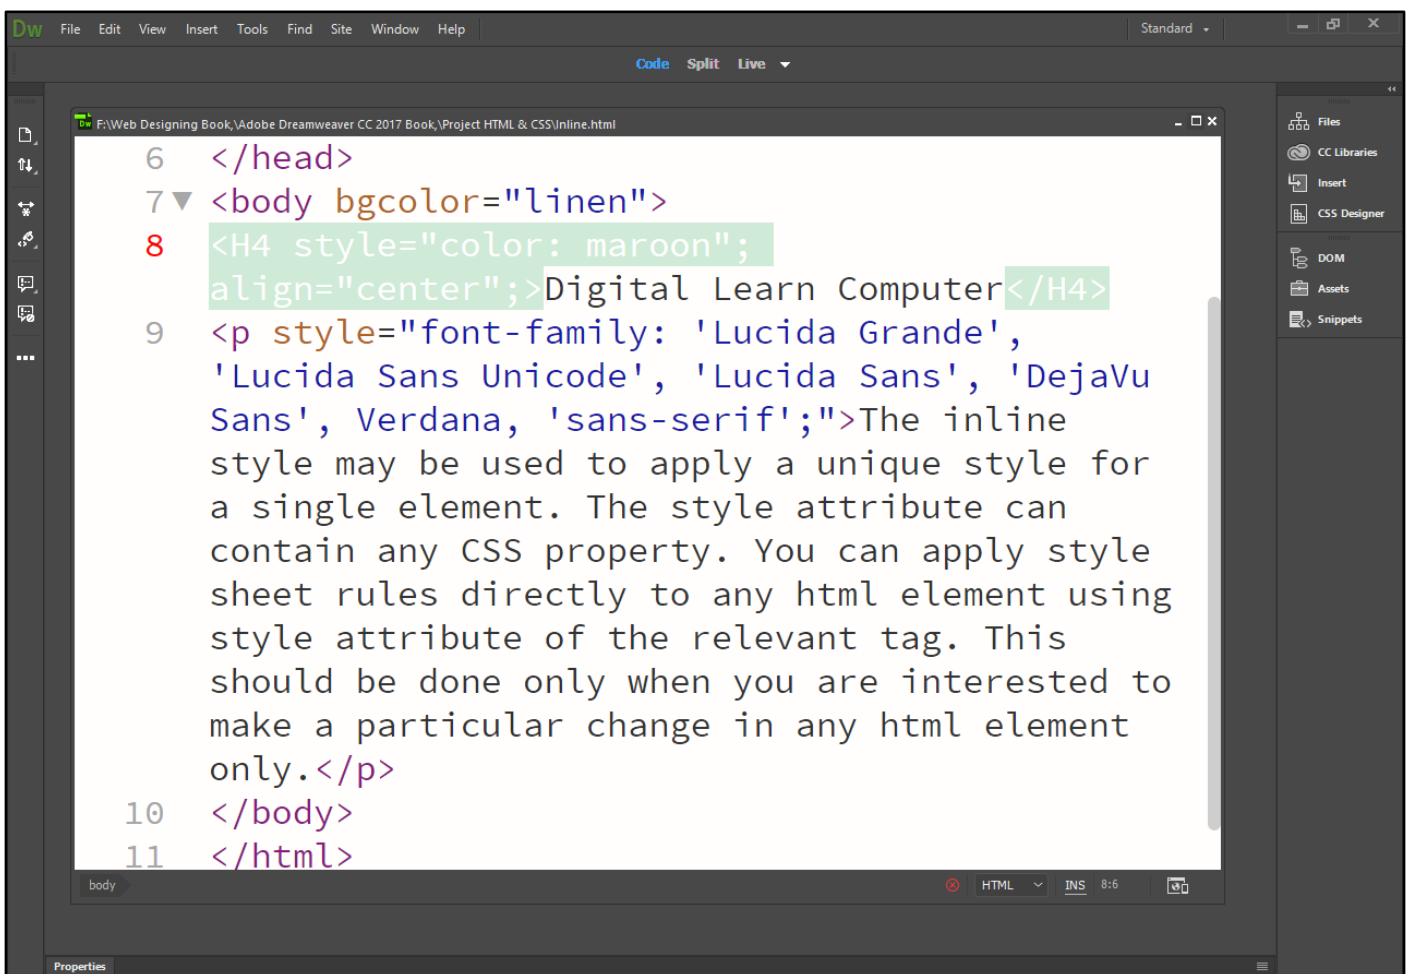 Dw File Edit View Insert Tools Find Site Window Help Standard
Code Split Live
Dw F:\Web Designing Book,\Adobe Dreamweaver CC 2017 Book,\Project HTML & CSS\Inline.html
6 </head>
7 <body bgcolor="linen">
8 <H4 style="color: maroon";
align="center";>Digital Learn Computer</H4>
9 <p style="font-family: 'Lucida Grande',
'Lucida Sans Unicode', 'Lucida Sans', 'DejaVu
Sans', Verdana, 'sans-serif';">The inline
style may be used to apply a unique style for
a single element. The style attribute can
contain any CSS property. You can apply style
sheet rules directly to any html element using
style attribute of the relevant tag. This
should be done only when you are interested to
make a particular change in any html element
only.</p>
10 </body>
11 </html>
body HTML INS 8:6
Files
CC Libraries
Insert
CSS Designer
DOM
Assets
Snippets
Properties